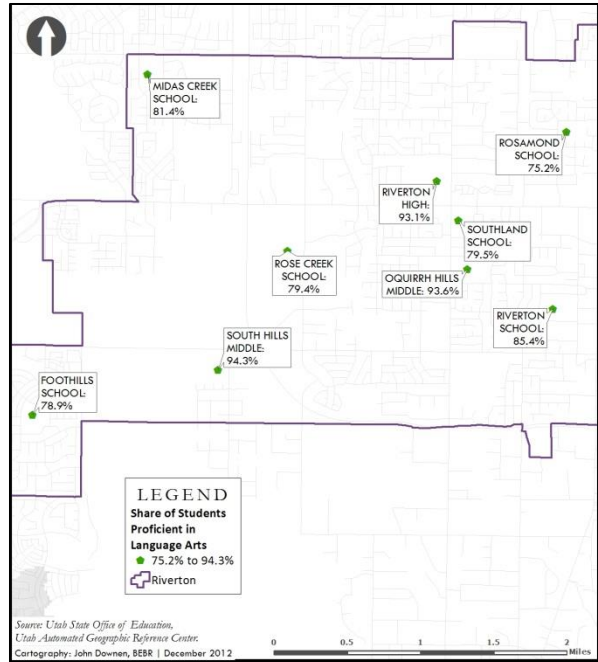 MIDAS CREEK
SCHOOL:
81.4%
ROSAMOND
SCHOOL:
75.2%
RIVERTON
HIGH:
93.1%
SOUTHLAND
SCHOOL:
79.5%
ROSE CREEK
SCHOOL:
79.4%
OQUIRRH HILLS
MIDDLE: 93.6%
RIVERTON
SCHOOL:
85.4%
SOUTH HILLS
MIDDLE:
94.3%
FOOTHILLS
SCHOOL:
78.9%
LEGEND
Share of Students
Proficient in
Language Arts
75.2% to 94.3%
Riverton
Source: Utah State Office of Education,
Utah Automated Geographic Reference Center.
Cartography: John Downen, BEBR | December 2012
0 0.5 1 1.5 2
Miles